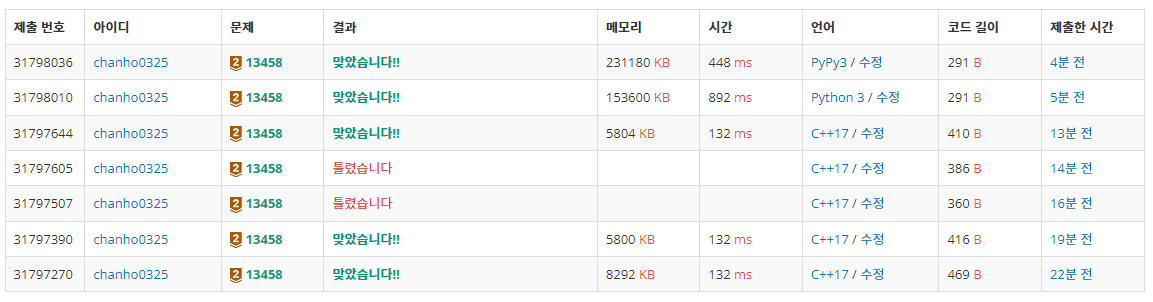 제출 번호 아이디 문제 결과 메모리 시간 언어 코드 길이 제출한 시간
31798036 chanho0325 2 13458 맞았습니다!! 231180 KB 448 ms PyPy3 / 수정 291 B 4분 전
31798010 chanho0325 2 13458 맞았습니다!! 153600 KB 892 ms Python 3 / 수정 291 B 5분 전
31797644 chanho0325 2 13458 맞았습니다!! 5804 KB 132 ms C++17 / 수정 410 B 13분 전
31797605 chanho0325 2 13458 틀렸습니다 C++17 / 수정 386 B 14분 전
31797507 chanho0325 2 13458 틀렸습니다 C++17 / 수정 360 B 16분 전
31797390 chanho0325 2 13458 맞았습니다!! 5800 KB 132 ms C++17 / 수정 416 B 19분 전
31797270 chanho0325 2 13458 맞았습니다!! 8292 KB 132 ms C++17 / 수정 469 B 22분 전